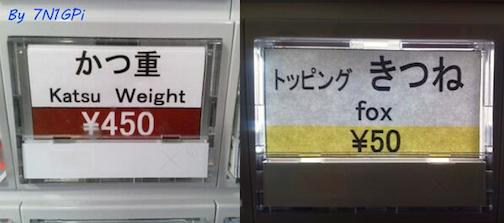 By 7N1GPi
かつ重
Katsu Weight
¥450
トッピング きつね
fox
¥50